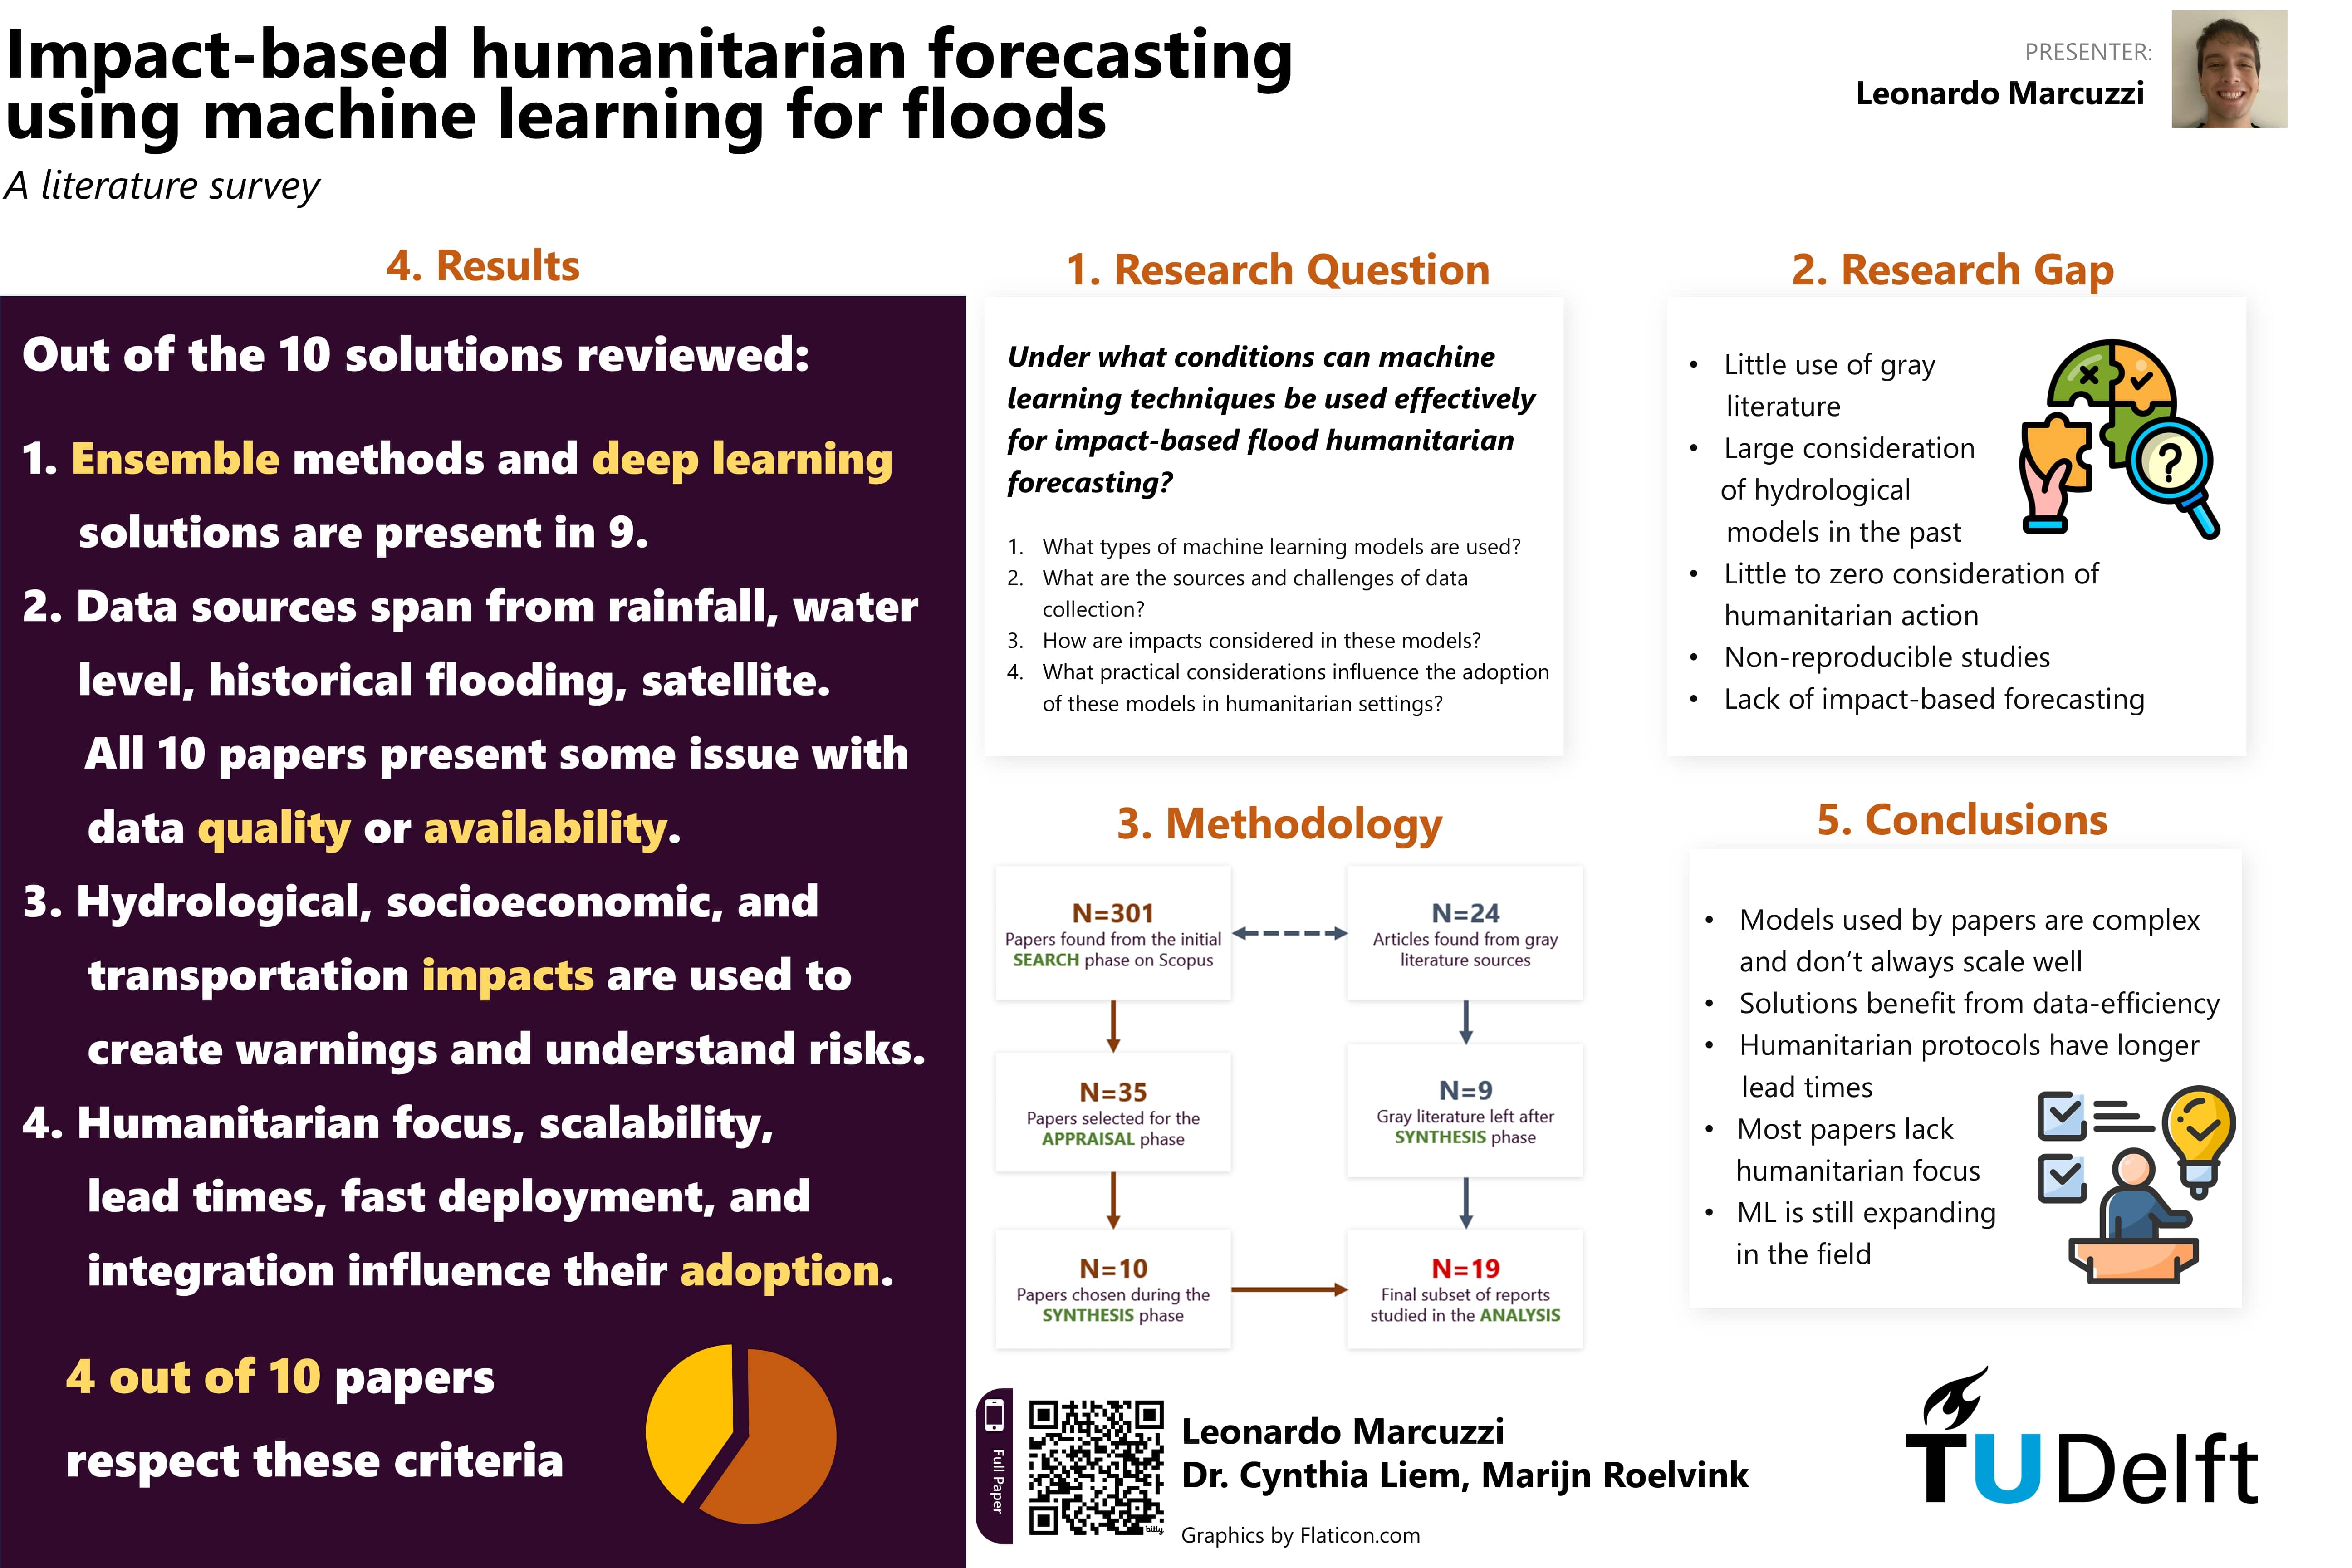 Impact-based humanitarian forecasting
using machine learning for floods
A literature survey
PRESENTER:
Leonardo Marcuzzi
4. Results
Out of the 10 solutions reviewed:
1. Ensemble methods and deep learning
solutions are present in 9.
2. Data sources span from rainfall, water
level, historical flooding, satellite.
All 10 papers present some issue with
data quality or availability.
3. Hydrological, socioeconomic, and
transportation impacts are used to
create warnings and understand risks.
4. Humanitarian focus, scalability,
lead times, fast deployment, and
integration influence their adoption.
4 out of 10 papers
respect these criteria
1. Research Question
Under what conditions can machine
learning techniques be used effectively
for impact-based flood humanitarian
forecasting?
1. What types of machine learning models are used?
2. What are the sources and challenges of data
collection?
3. How are impacts considered in these models?
4. What practical considerations influence the adoption
of these models in humanitarian settings?
2. Research Gap
• Little use of gray
literature
• Large consideration
of hydrological
models in the past
• Little to zero consideration of
humanitarian action
• Non-reproducible studies
• Lack of impact-based forecasting
3. Methodology
N=301
Papers found from the initial
SEARCH phase on Scopus
N=24
Articles found from gray
literature sources
N=35
Papers selected for the
APPRAISAL phase
N=9
Gray literature left after
SYNTHESIS phase
N=10
Papers chosen during the
SYNTHESIS phase
N=19
Final subset of reports
studied in the ANALYSIS
5. Conclusions
• Models used by papers are complex
and don't always scale well
• Solutions benefit from data-efficiency
• Humanitarian protocols have longer
lead times
• Most papers lack
humanitarian focus
• ML is still expanding
in the field
Full Paper
bitly
Leonardo Marcuzzi
Dr. Cynthia Liem, Marijn Roelvink
Graphics by Flaticon.com
TU Delft